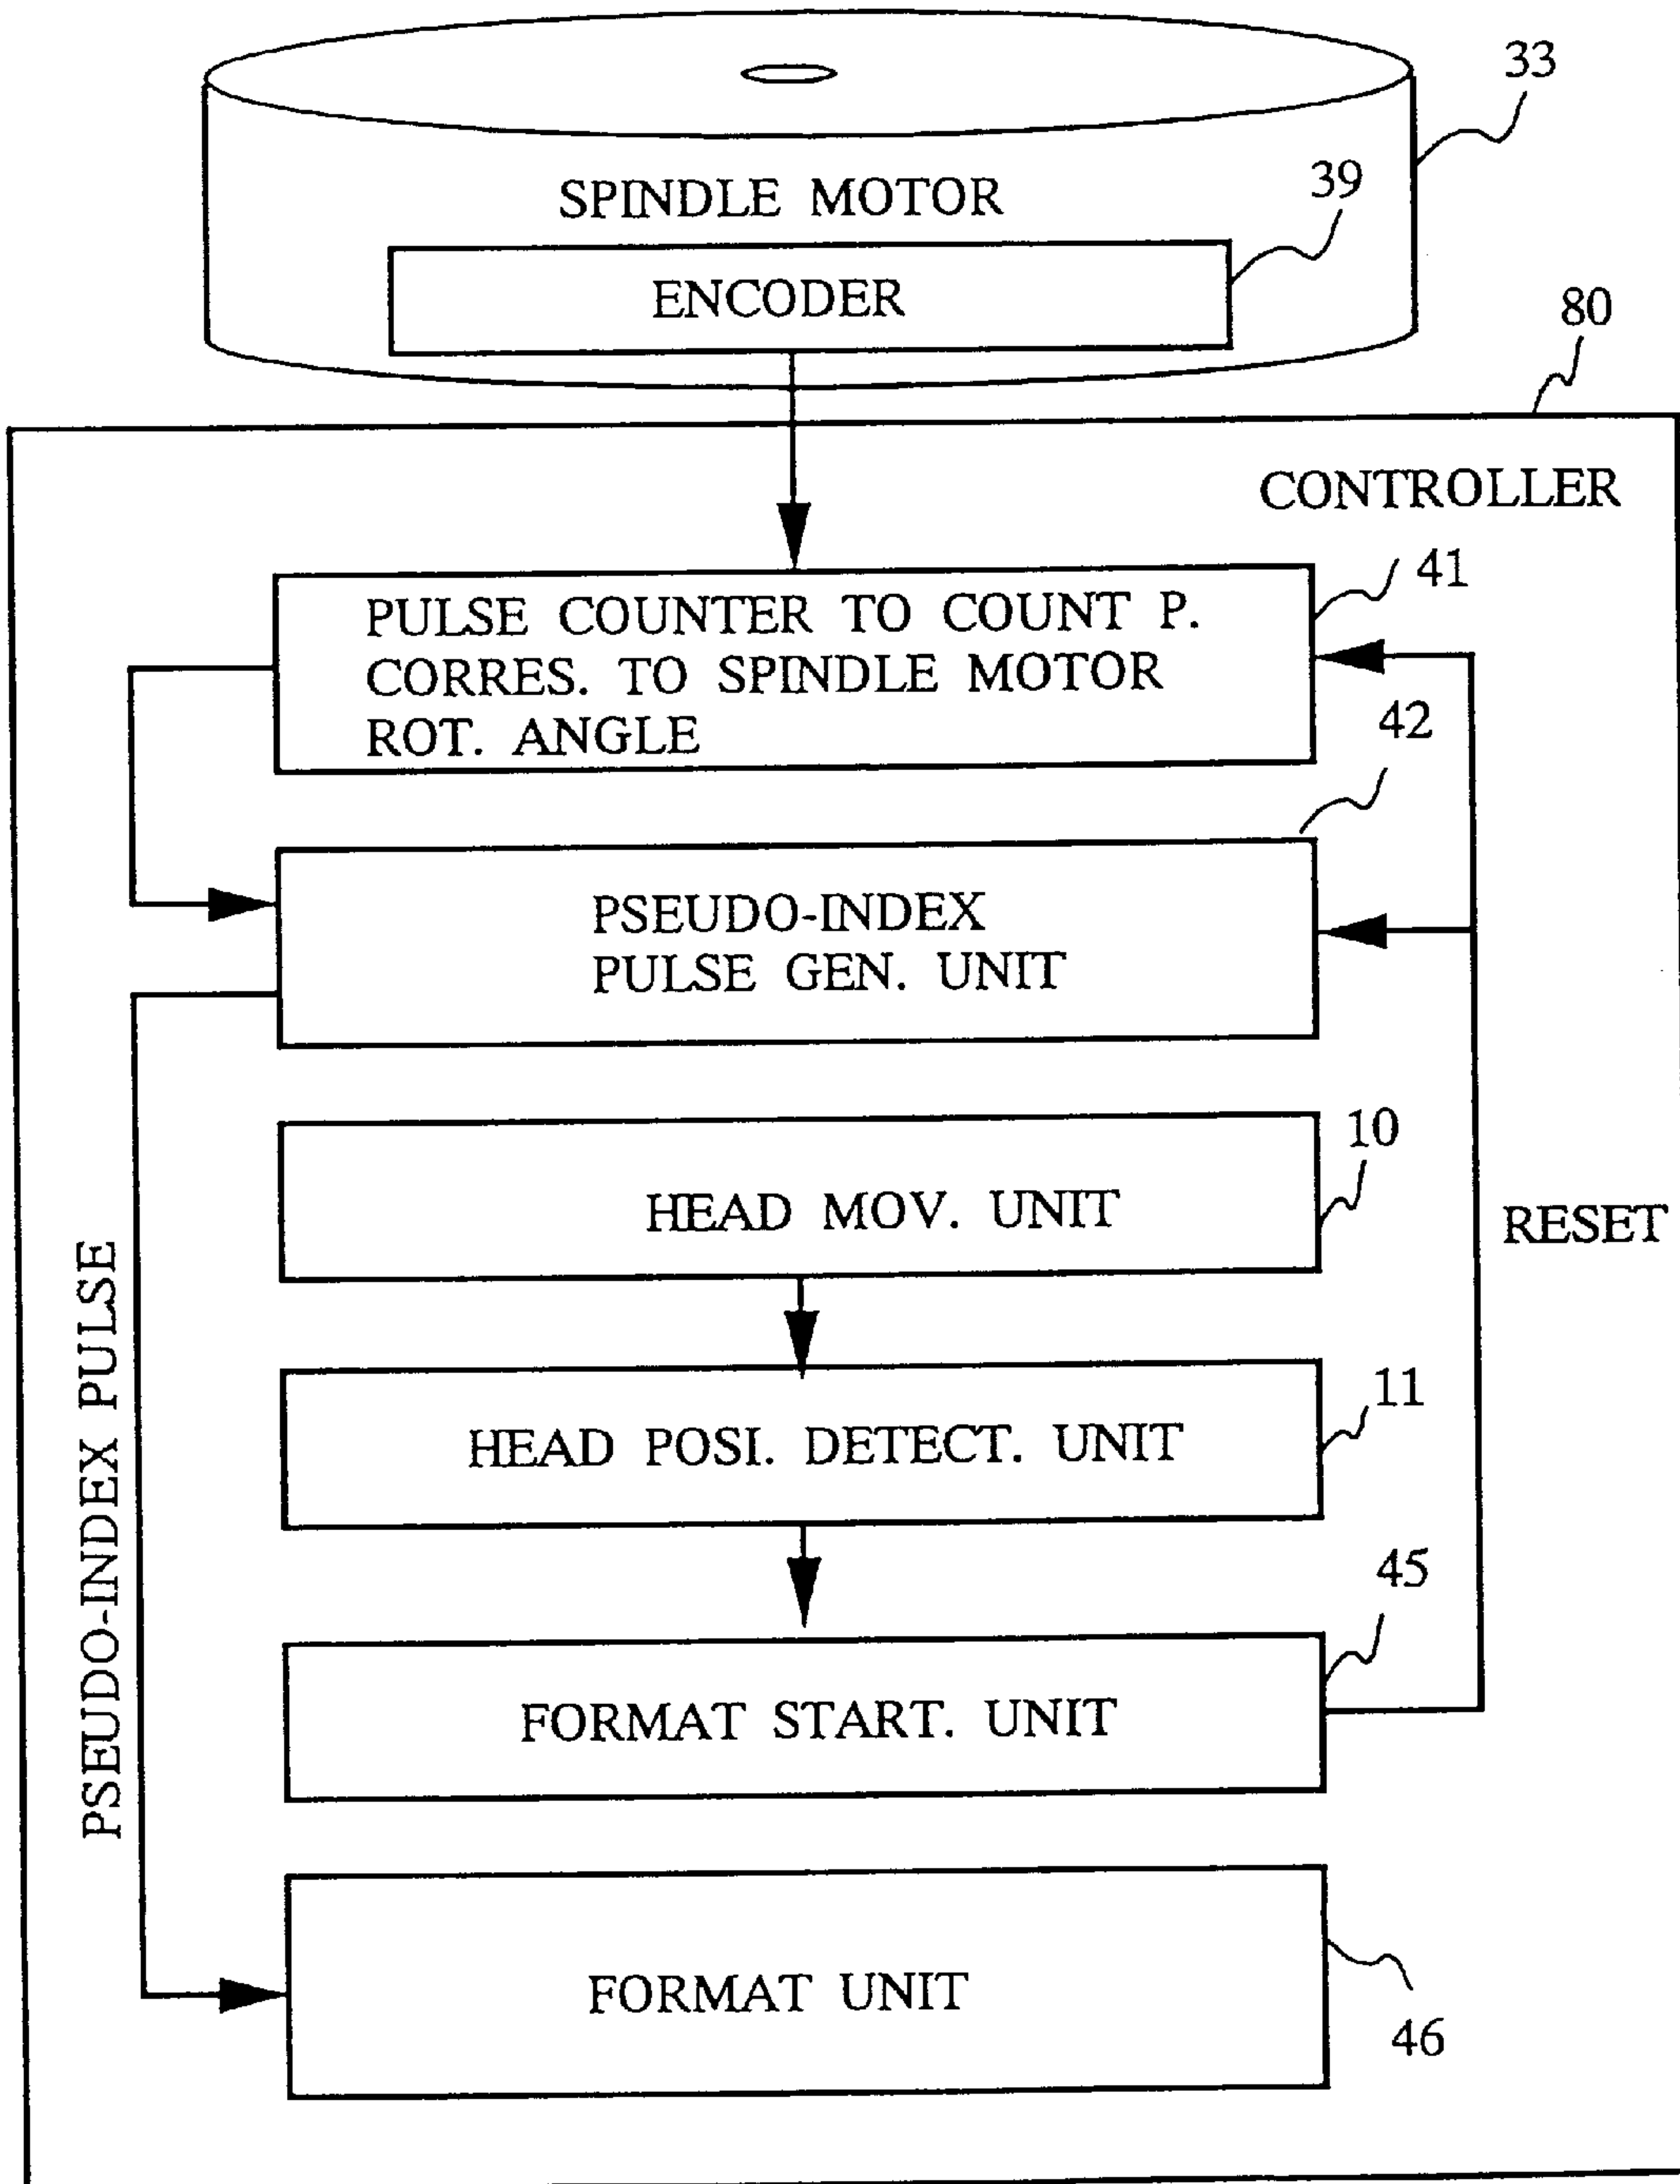 33
SPINDLE MOTOR
39
ENCODER
80
CONTROLLER
41
PULSE COUNTER TO COUNT P.
CORRES. TO SPINDLE MOTOR
ROT. ANGLE
42
PSEUDO-INDEX
PULSE GEN. UNIT
10
HEAD MOV. UNIT
RESET
PSEUDO-INDEX PULSE
11
HEAD POSI. DETECT. UNIT
45
FORMAT START. UNIT
FORMAT UNIT
46